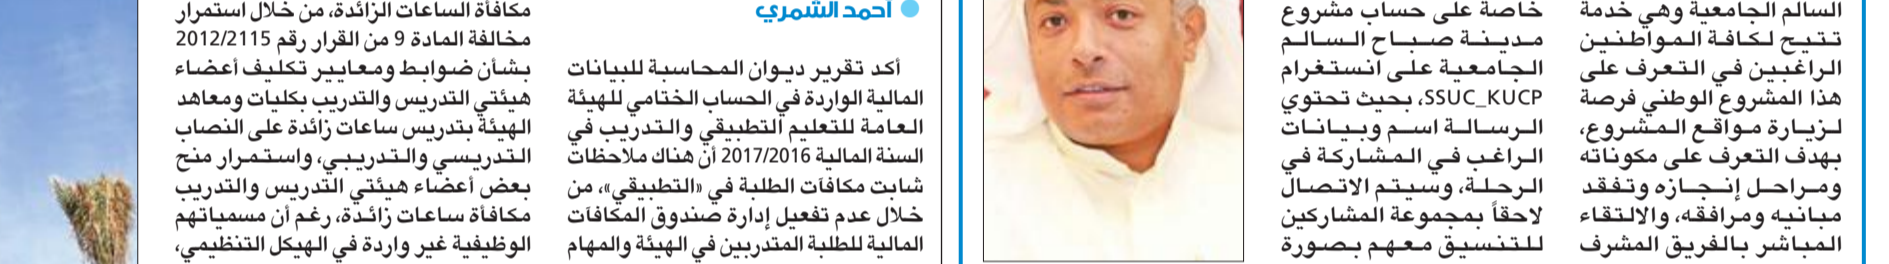 السالم الجامعية وهي خدمة
تتيح لكافة المواطنين
الراغبين في التعرف على
هذا المشروع الوطني فرصة
لزيارة مواقع المشروع،
بهدف التعرف على مكوناته
ومراحل إنجازه وتفقد
مبانيه ومرافقه، والالتقاء
المباشر بالفريق المشرف
خاصة على حساب مشروع
مدينة صباح السالم
الجامعية على انستغرام
SSUC_KUCP، بحيث تحتوي
الرسالة اسم وبيانات
الراغب في المشاركة في
الرحلة، وسيتم الاتصال
لاحقاً بمجموعة المشاركين
للتنسيق معهم بصورة
أحمد الشمري
أكد تقرير ديوان المحاسبة للبيانات
المالية الواردة في الحساب الختامي للهيئة
العامة للتعليم التطبيقي والتدريب في
السنة المالية 2017/2016 أن هناك ملاحظات
شابت مكافآت الطلبة في «التطبيقي»، من
خلال عدم تفعيل إدارة صندوق المكافآت
المالية للطلبة المتدربين في الهيئة والمهام
مكافأة الساعات الزائدة، من خلال استمرار
مخالفة المادة 9 من القرار رقم 2012/2115
بشأن ضوابط ومعايير تكليف أعضاء
هيئتي التدريس والتدريب بكليات ومعاهد
الهيئة بتدريس ساعات زائدة على النصاب
التدريسي والتدريبي، واستمرار منح
بعض أعضاء هيئتي التدريس والتدريب
مكافأة ساعات زائدة، رغم أن مسمياتهم
الوظيفية غير واردة في الهيكل التنظيمي،